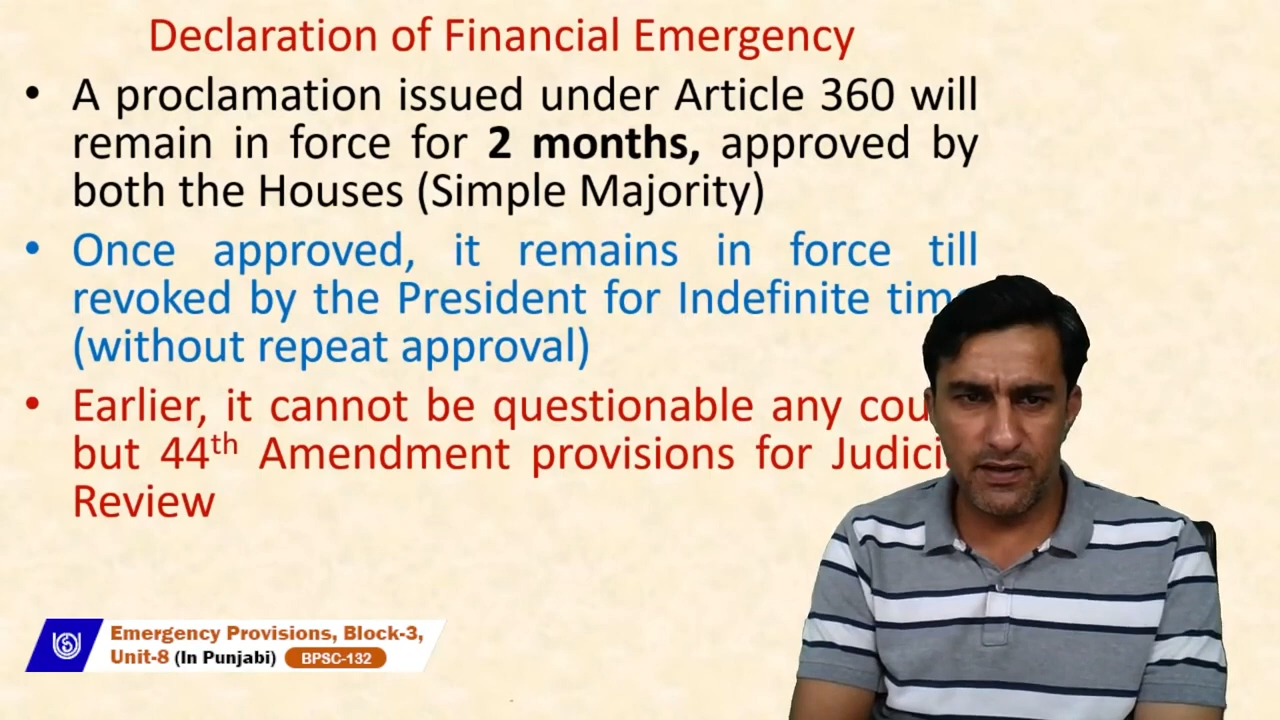 Declaration of Financial Emergency
• A proclamation issued under Article 360 will
remain in force for 2 months, approved by
both the Houses (Simple Majority)
• Once approved, it remains in force till
revoked by the President for Indefinite time
(without repeat approval)
• Earlier, it cannot be questionable any court
but 44th Amendment provisions for Judicial
Review
Emergency Provisions, Block-3,
Unit-8 (In Punjabi) BPSC-132